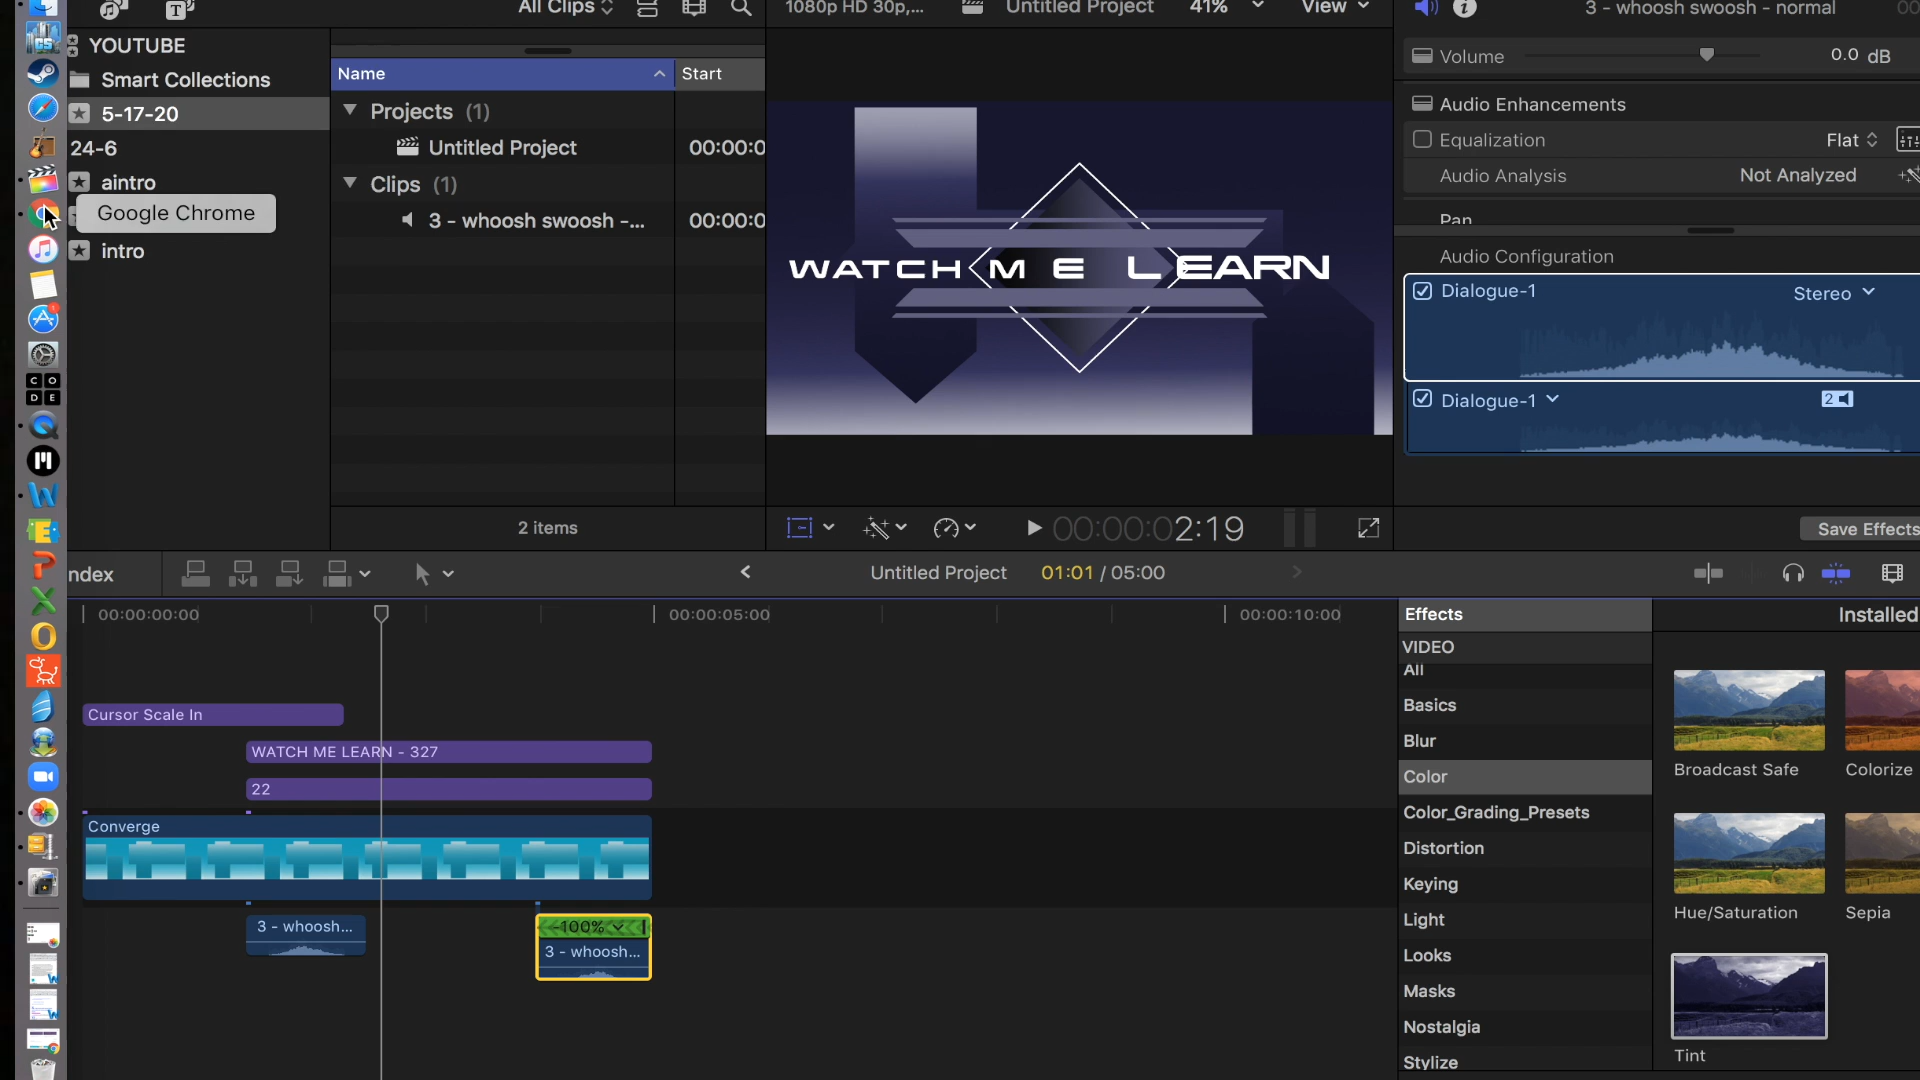 All Clips
1080p HD 30p,...
Untitled Project
41%
View
3 - whoosh swoosh - normal
YOUTUBE
Smart Collections
5-17-20
24-6
aintro
Google Chrome
intro
Name
Start
Projects (1)
Untitled Project
00:00:0
Clips (1)
3 - whoosh swoosh -...
00:00:0
2 items
WATCH ME LEARN
00:00:02:19
Volume
0.0 dB
Audio Enhancements
Equalization
Flat
Audio Analysis
Not Analyzed
Pan
Audio Configuration
Dialogue-1
Stereo
Dialogue-1
2
Save Effects
CO
DE
ndex
Untitled Project
01:01 / 05:00
00:00:00:00
00:00:05:00
00:00:10:00
Cursor Scale In
WATCH ME LEARN - 327
22
Converge
3 - whoosh...
-100%
3 - whoosh...
Effects
Installed
VIDEO
All
Basics
Blur
Color
Color_Grading_Presets
Distortion
Keying
Light
Looks
Masks
Nostalgia
Stylize
Broadcast Safe
Colorize
Hue/Saturation
Sepia
Tint